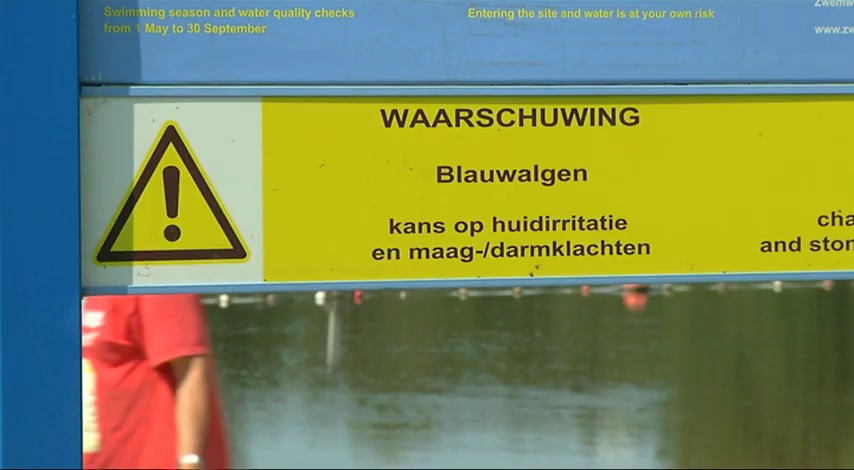 Swimming season and water quality checks
from 1 May to 30 September
Entering the site and water is at your own risk
WAARSCHUWING
Blauwalgen
kans op huidirritatie
en maag-/darmklachten
and